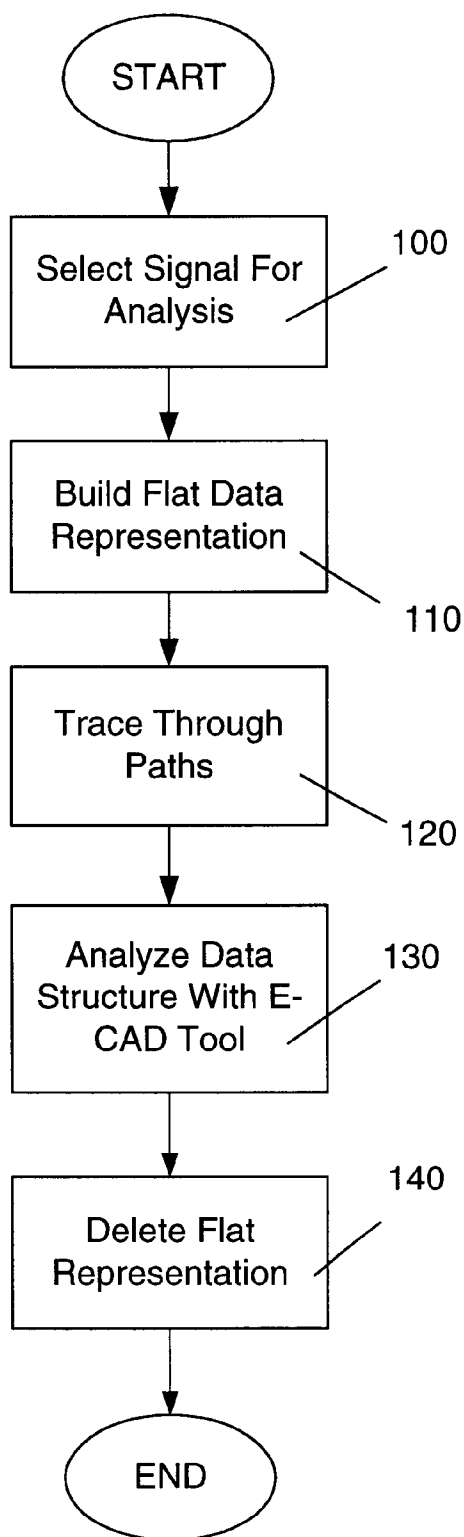 START
Select Signal For
Analysis
100
Build Flat Data
Representation
110
Trace Through
Paths
120
Analyze Data
Structure With E-
CAD Tool
130
Delete Flat
Representation
140
END